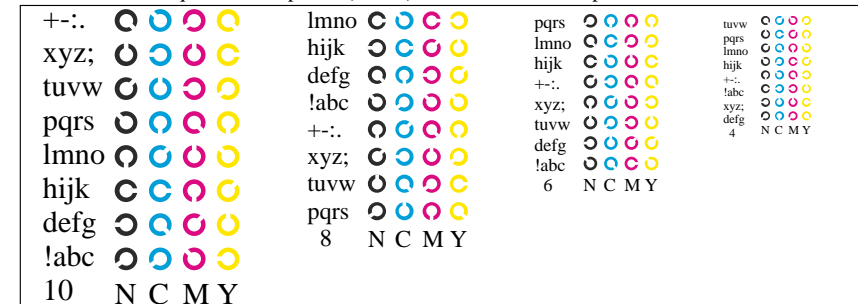 +-:.
xyz;
tuvw
pqrs
lmno
hijk
defg
!abc
10 N C M Y
lmno
hijk
defg
!abc
+-:.
xyz;
tuvw
pqrs
8 N C M Y
pqrs
lmno
hijk
+-:.
xyz;
tuvw
defg
!abc
6 N C M Y
tuvw
pqrs
lmno
hijk
+-:.
!abc
xyz;
defg
4 N C M Y